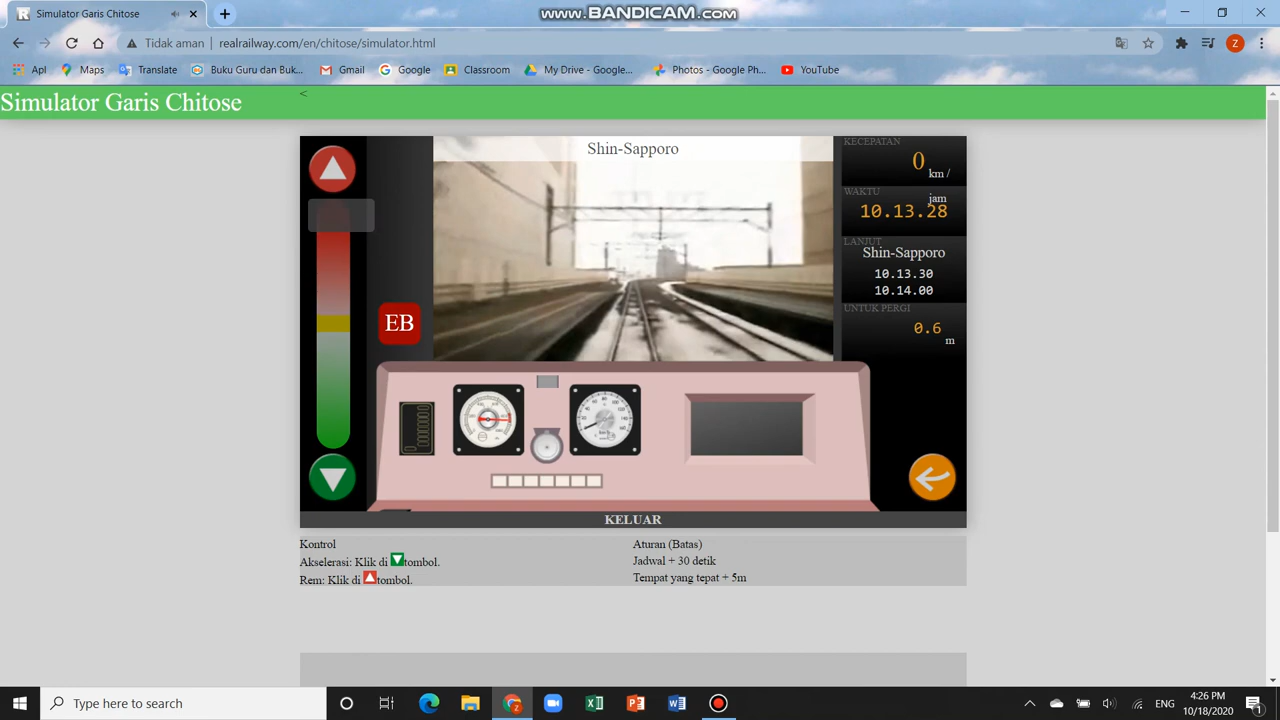 Simulator Garis Chitose
www.BANDICAM.com
Tidak aman realrailway.com/en/chitose/simulator.html
Z
Apl Maps Translate Buku Guru dan Buk... Gmail Google Classroom My Drive - Google... Photos - Google Ph... YouTube
Simulator Garis Chitose
<
Shin-Sapporo
KECEPATAN
0
km /
jam
WAKTU
10.13.28
LANJUT
Shin-Sapporo
10.13.30
10.14.00
UNTUK PERGI
0.6
m
EB
KELUAR
Kontrol
Akselerasi: Klik di tombol.
Rem: Klik di tombol.
Aturan (Batas)
Jadwal + 30 detik
Tempat yang tepat + 5m
Type here to search
ENG
4:26 PM
10/18/2020
1